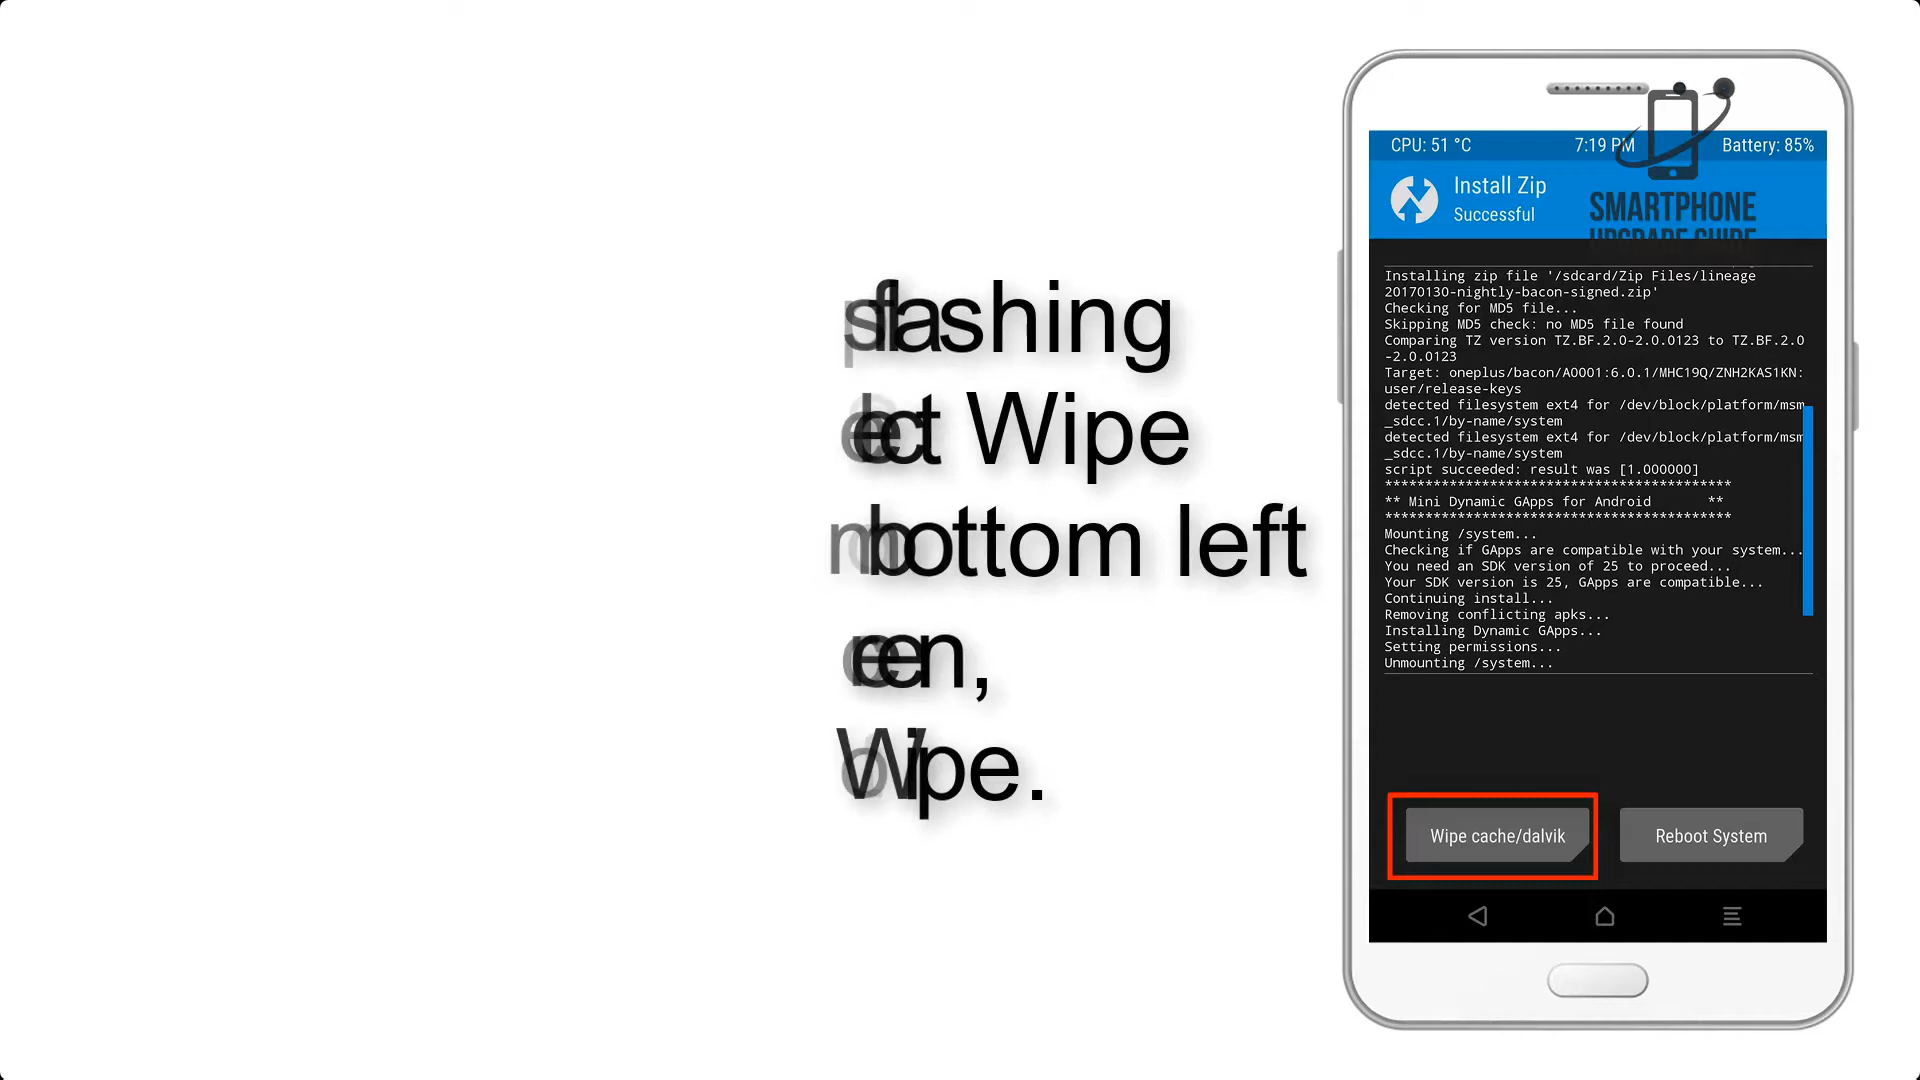 flashing
Wipe
bottom left
Wipe.
CPU: 51 °C 7:19 PM Battery: 85%
Install Zip
Successful
SMARTPHONE
UPGRADE GUIDE
Installing zip file '/sdcard/Zip Files/lineage
20170130-nightly-bacon-signed.zip'
Checking for MD5 file...
Skipping MD5 check: no MD5 file found
Comparing TZ version TZ.BF.2.0-2.0.0123 to TZ.BF.2.0
-2.0.0123
Target: oneplus/bacon/A0001:6.0.1/MHC19Q/ZNH2KAS1KN:
user/release-keys
detected filesystem ext4 for /dev/block/platform/msm
_sdcc.1/by-name/system
detected filesystem ext4 for /dev/block/platform/msm
_sdcc.1/by-name/system
script succeeded: result was [1.000000]
*******************************************
** Mini Dynamic GApps for Android **
*******************************************
Mounting /system...
Checking if GApps are compatible with your system...
You need an SDK version of 25 to proceed...
Your SDK version is 25, GApps are compatible...
Continuing install...
Removing conflicting apks...
Installing Dynamic GApps...
Setting permissions...
Unmounting /system...
Wipe cache/dalvik
Reboot System